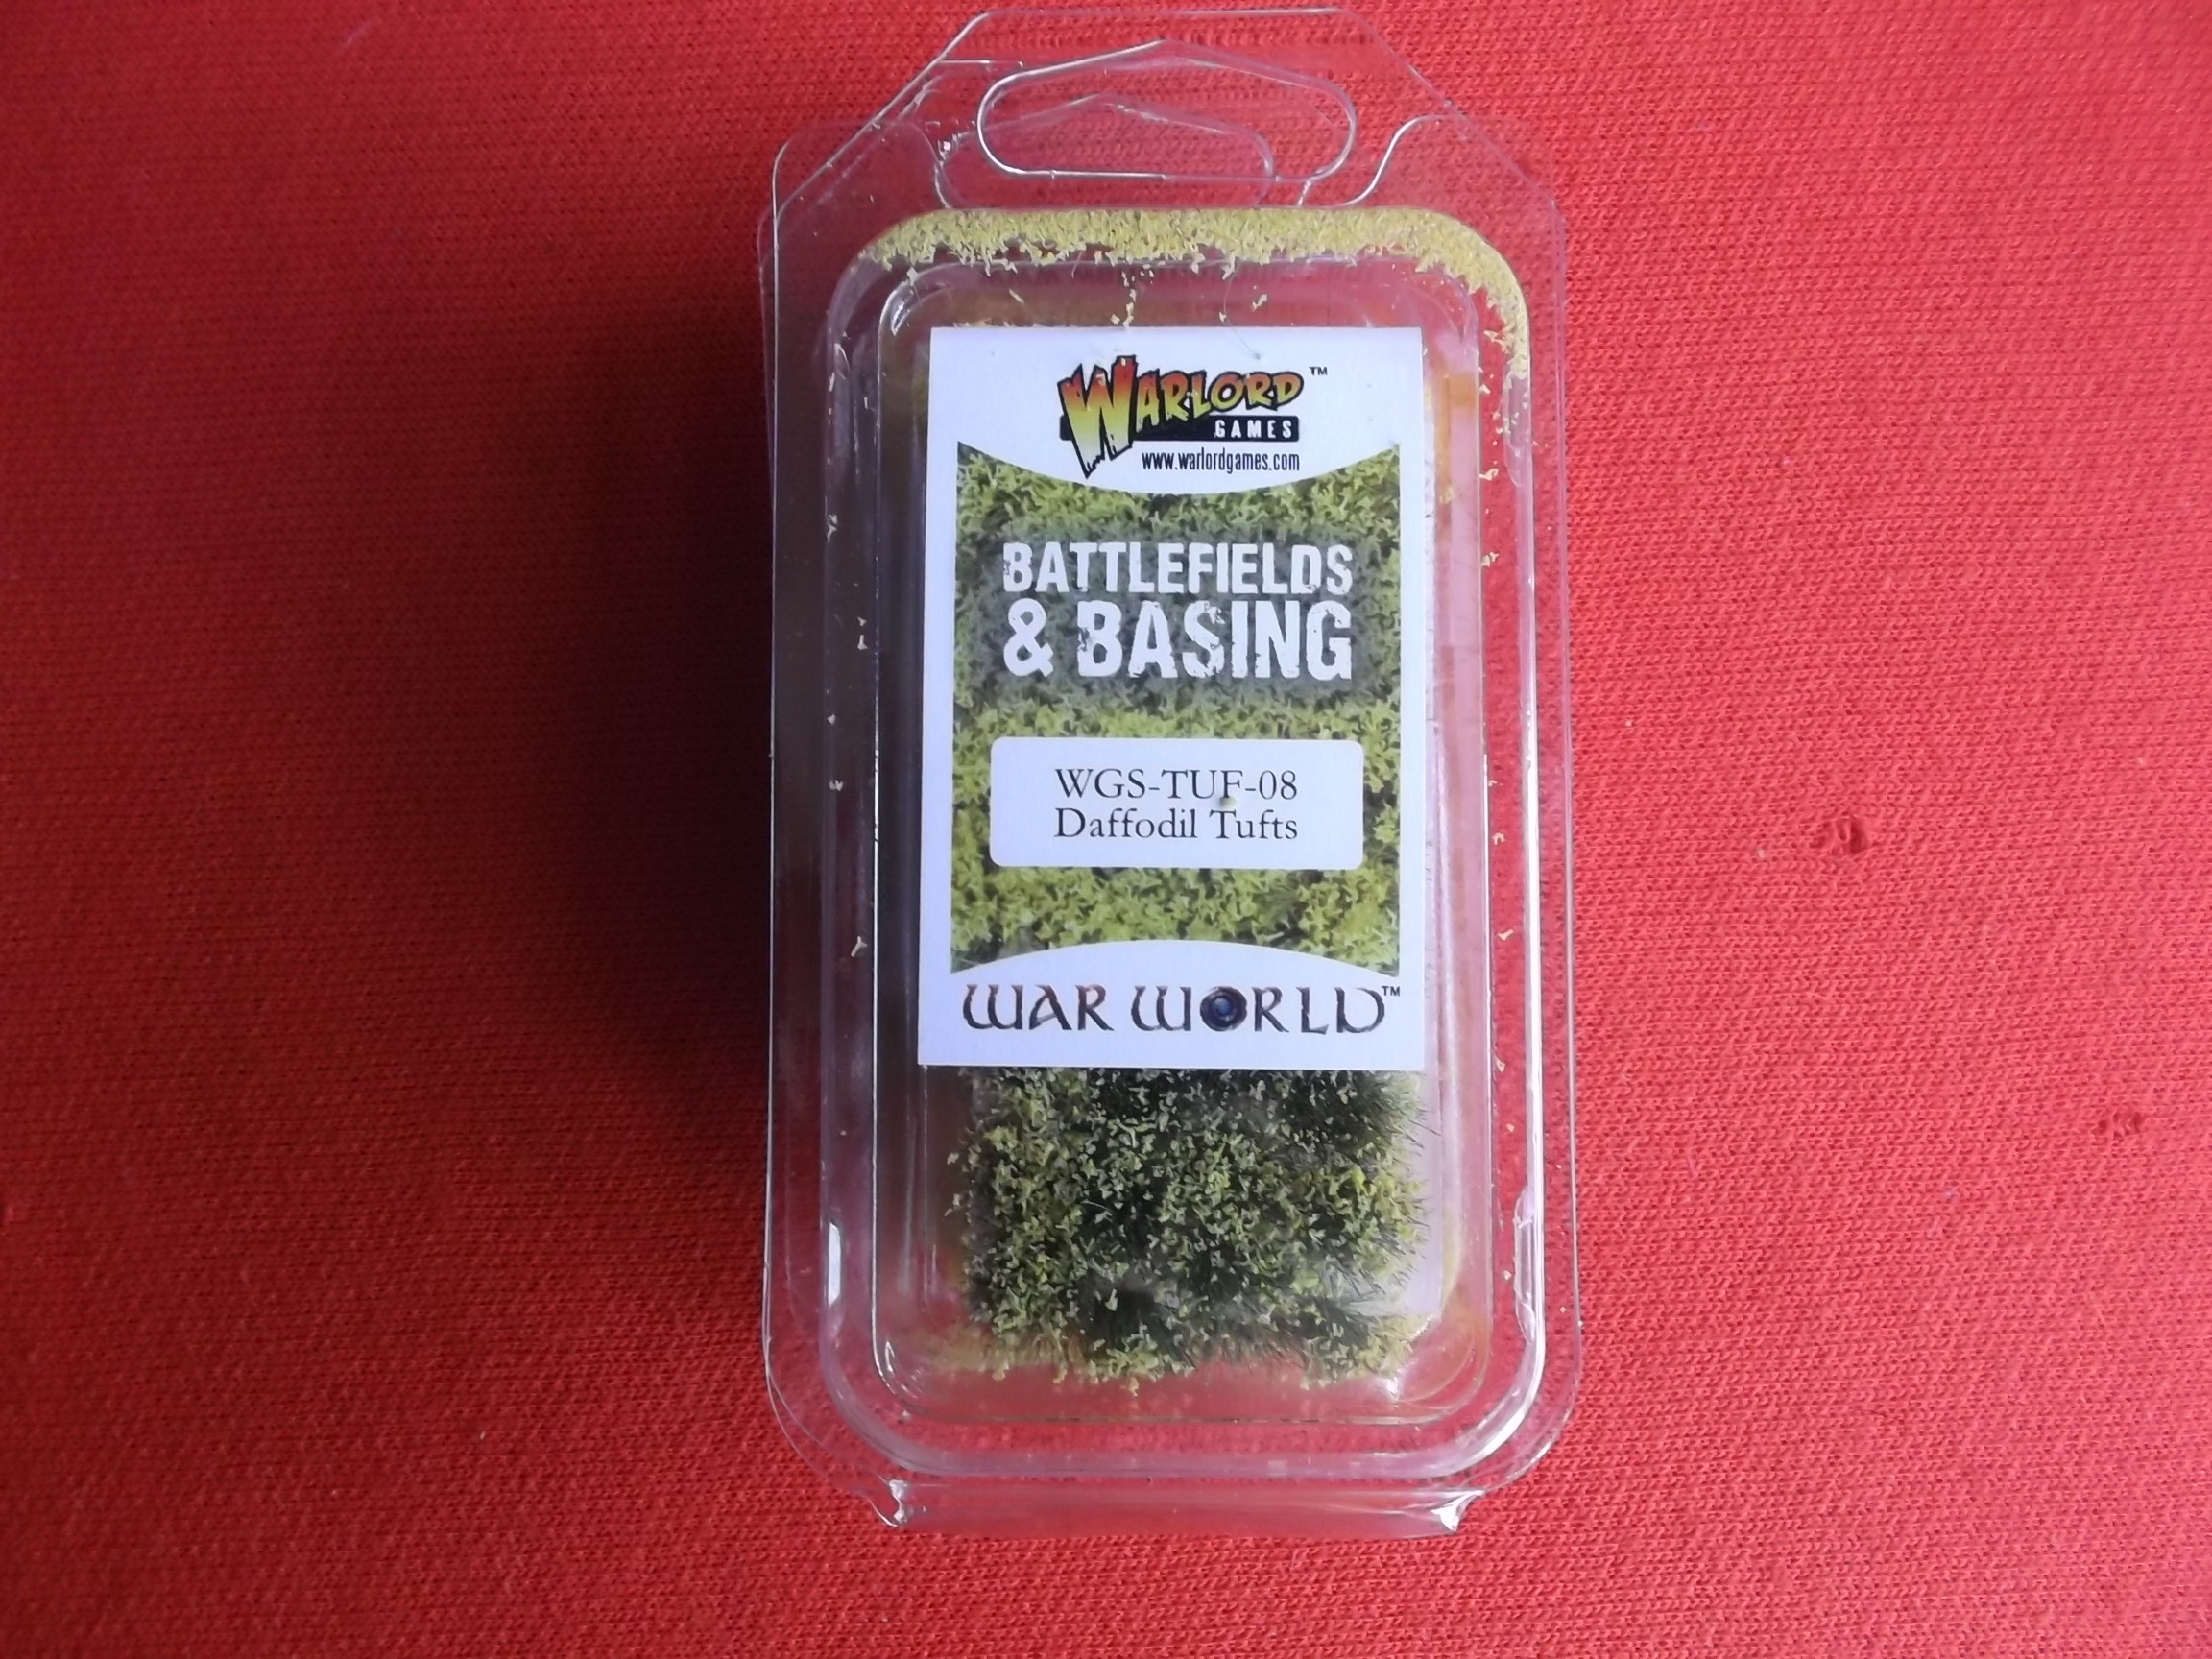 WARLORD™
GAMES
www.warlordgames.com
BATTLEFIELDS
& BASING
WGS-TUF-08
Daffodil Tufts
WAR WORLD™